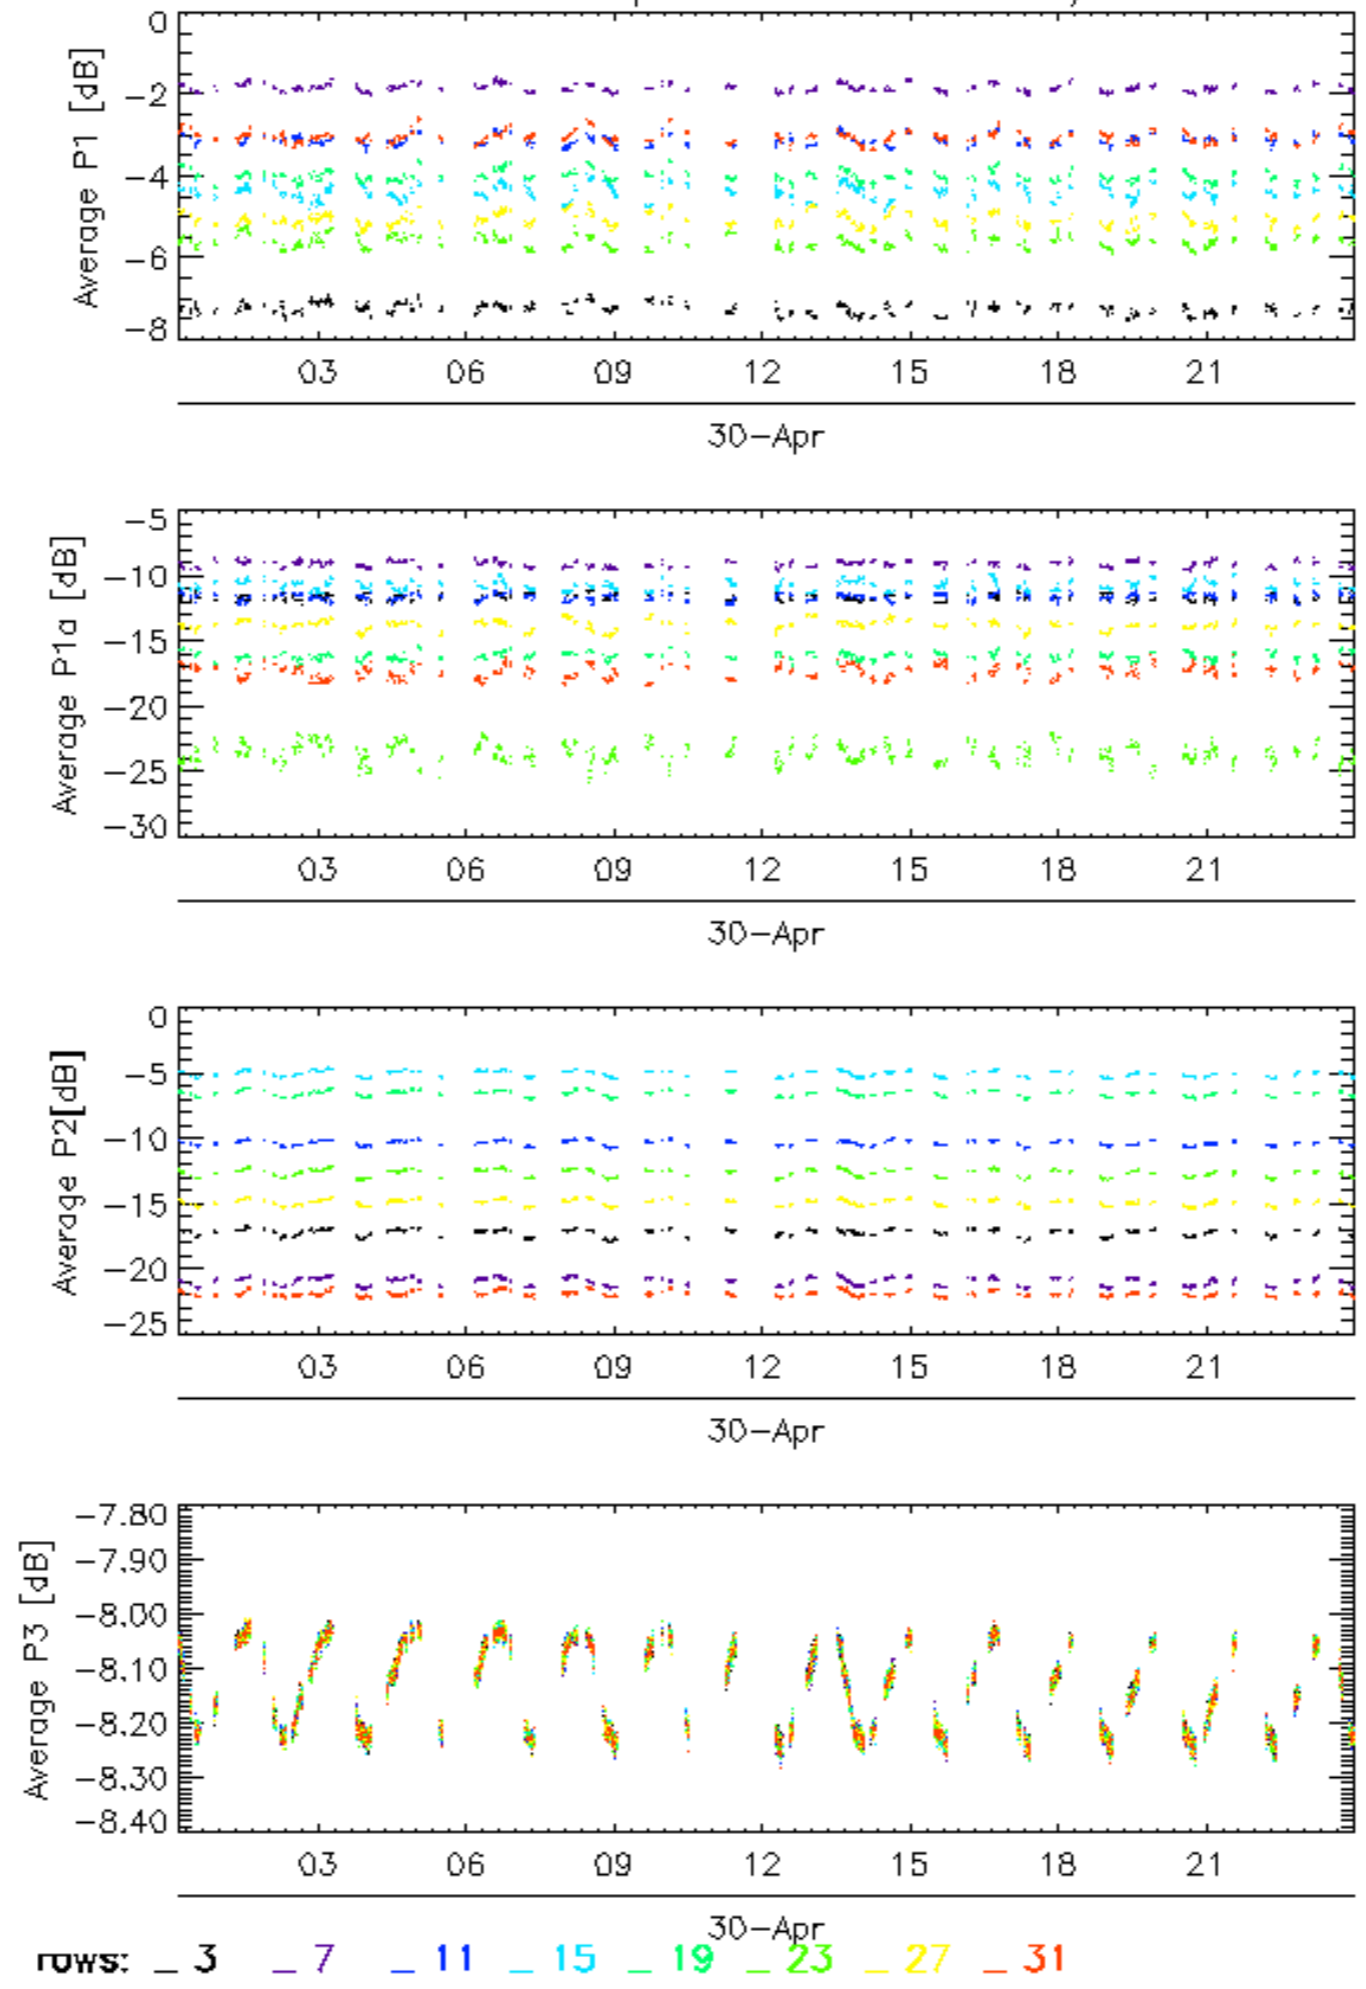 0
−2
−4
−6
−8
Average P1 [dB]
03 06 09 12 15 18 21
30−Apr
−5
−10
−15
−20
−25
−30
Average P1a [dB]
03 06 09 12 15 18 21
30−Apr
0
−5
−10
−15
−20
−25
Average P2[dB]
03 06 09 12 15 18 21
30−Apr
−7.80
−7.90
−8.00
−8.10
−8.20
−8.30
−8.40
Average P3 [dB]
03 06 09 12 15 18 21
30−Apr
rows: _ 3 _ 7 _ 11 _ 15 _ 19 _ 23 _ 27 _ 31